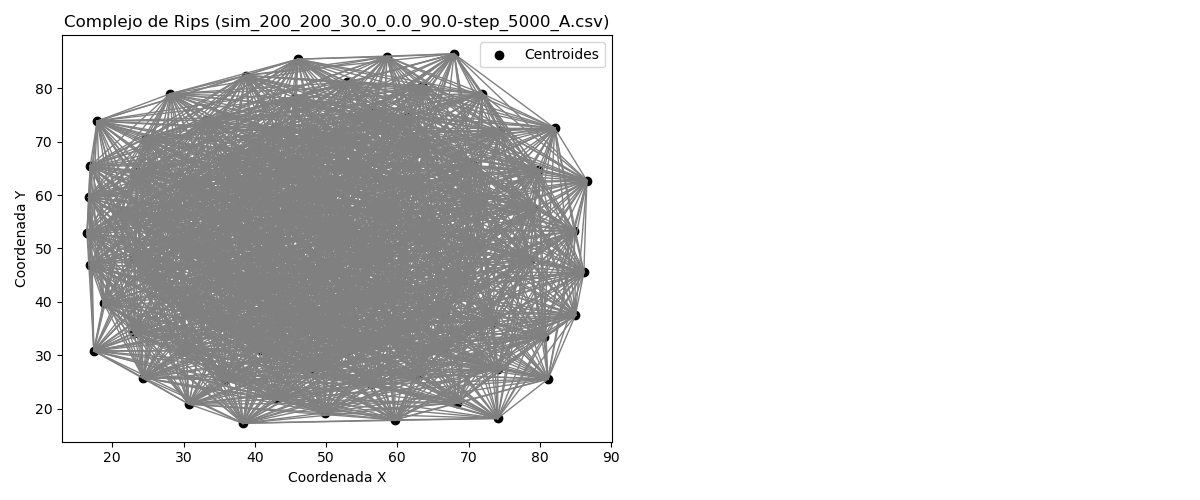 Complejo de Rips (sim_200_200_30.0_0.0_90.0-step_5000_A.csv)
Centroides
80
70
60
50
40
30
20
Coordenada Y
20 30 40 50 60 70 80 90
Coordenada X